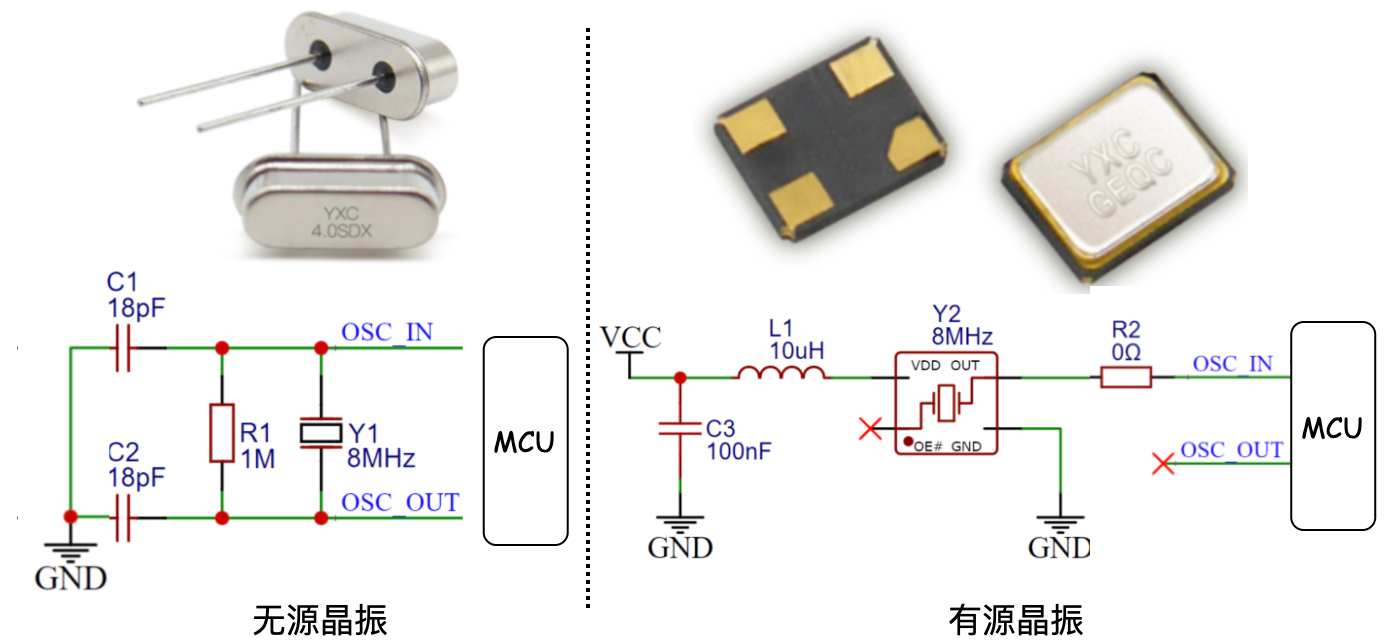 YXC
4.0SDX
C1
18pF
OSC_IN
R1
1M
Y1
8MHz
C2
18pF
OSC_OUT
GND
MCU
无源晶振
YXC
GEQC
VCC
L1
10uH
Y2
8MHz
VDD OUT
OE# GND
R2
0Ω
OSC_IN
C3
100nF
OSC_OUT
GND
GND
MCU
有源晶振